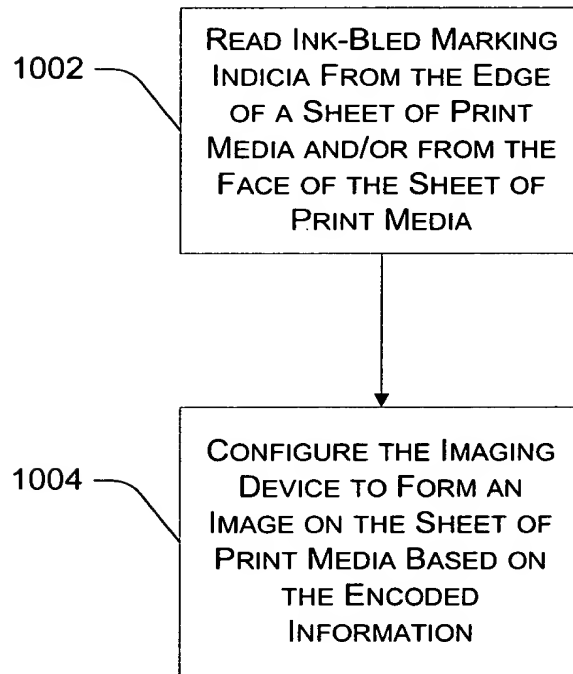 1002
READ INK-BLED MARKING
INDICIA FROM THE EDGE
OF A SHEET OF PRINT
MEDIA AND/OR FROM THE
FACE OF THE SHEET OF
PRINT MEDIA
1004
CONFIGURE THE IMAGING
DEVICE TO FORM AN
IMAGE ON THE SHEET OF
PRINT MEDIA BASED ON
THE ENCODED
INFORMATION